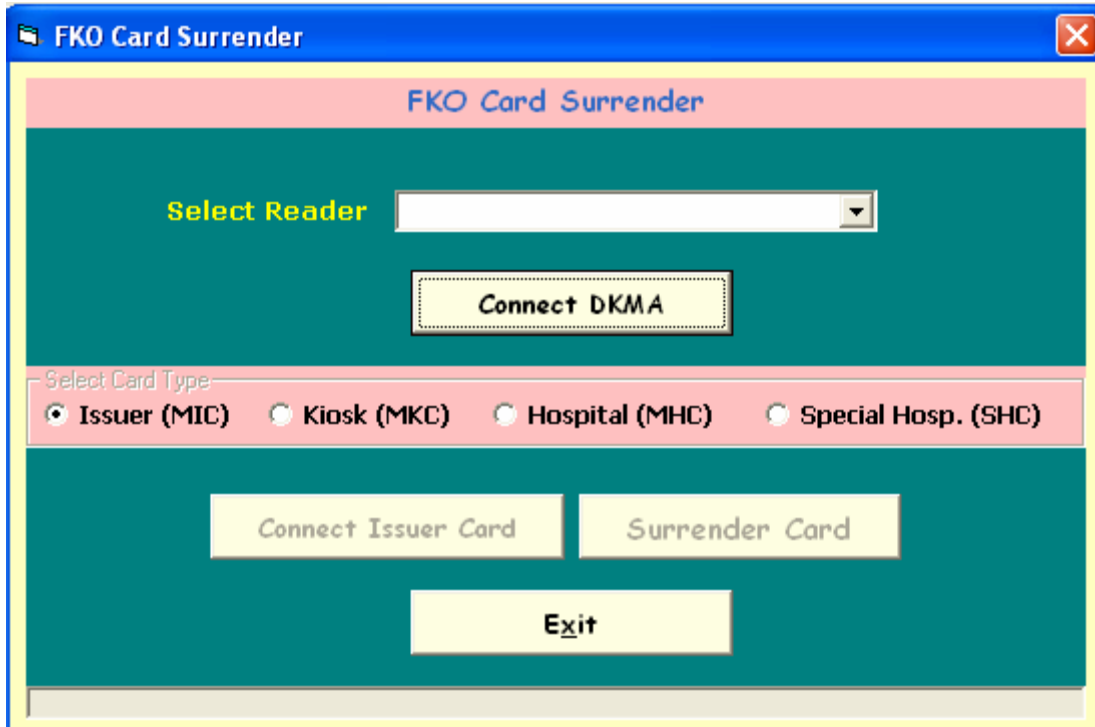 FKO Card Surrender
FKO Card Surrender
Select Reader
Connect DKMA
Select Card Type
Issuer (MIC) Kiosk (MKC) Hospital (MHC) Special Hosp. (SHC)
Connect Issuer Card Surrender Card
Exit